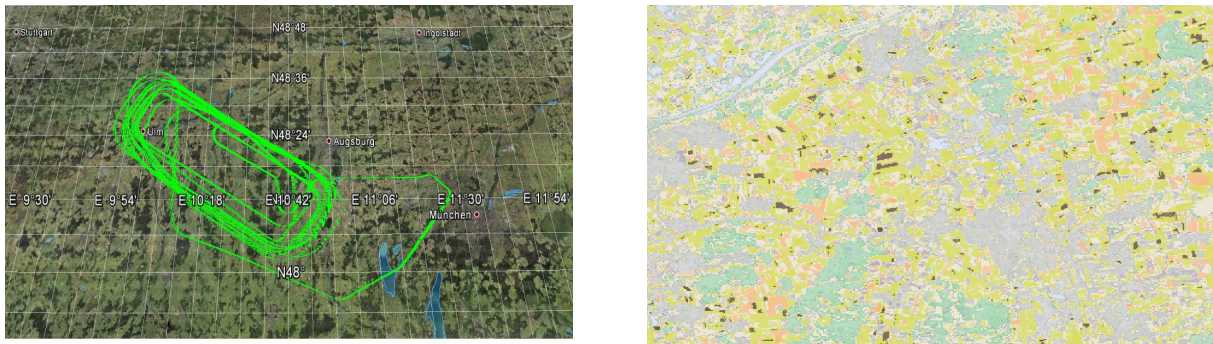 Stuttgart
N48°48'
Ingolstadt
N48°36'
Ulm
N48°24'
Augsburg
E 9°30' E 9°54' E 10°18' E 10°42' E 11°06' E 11°30' E 11°54'
München
N48°